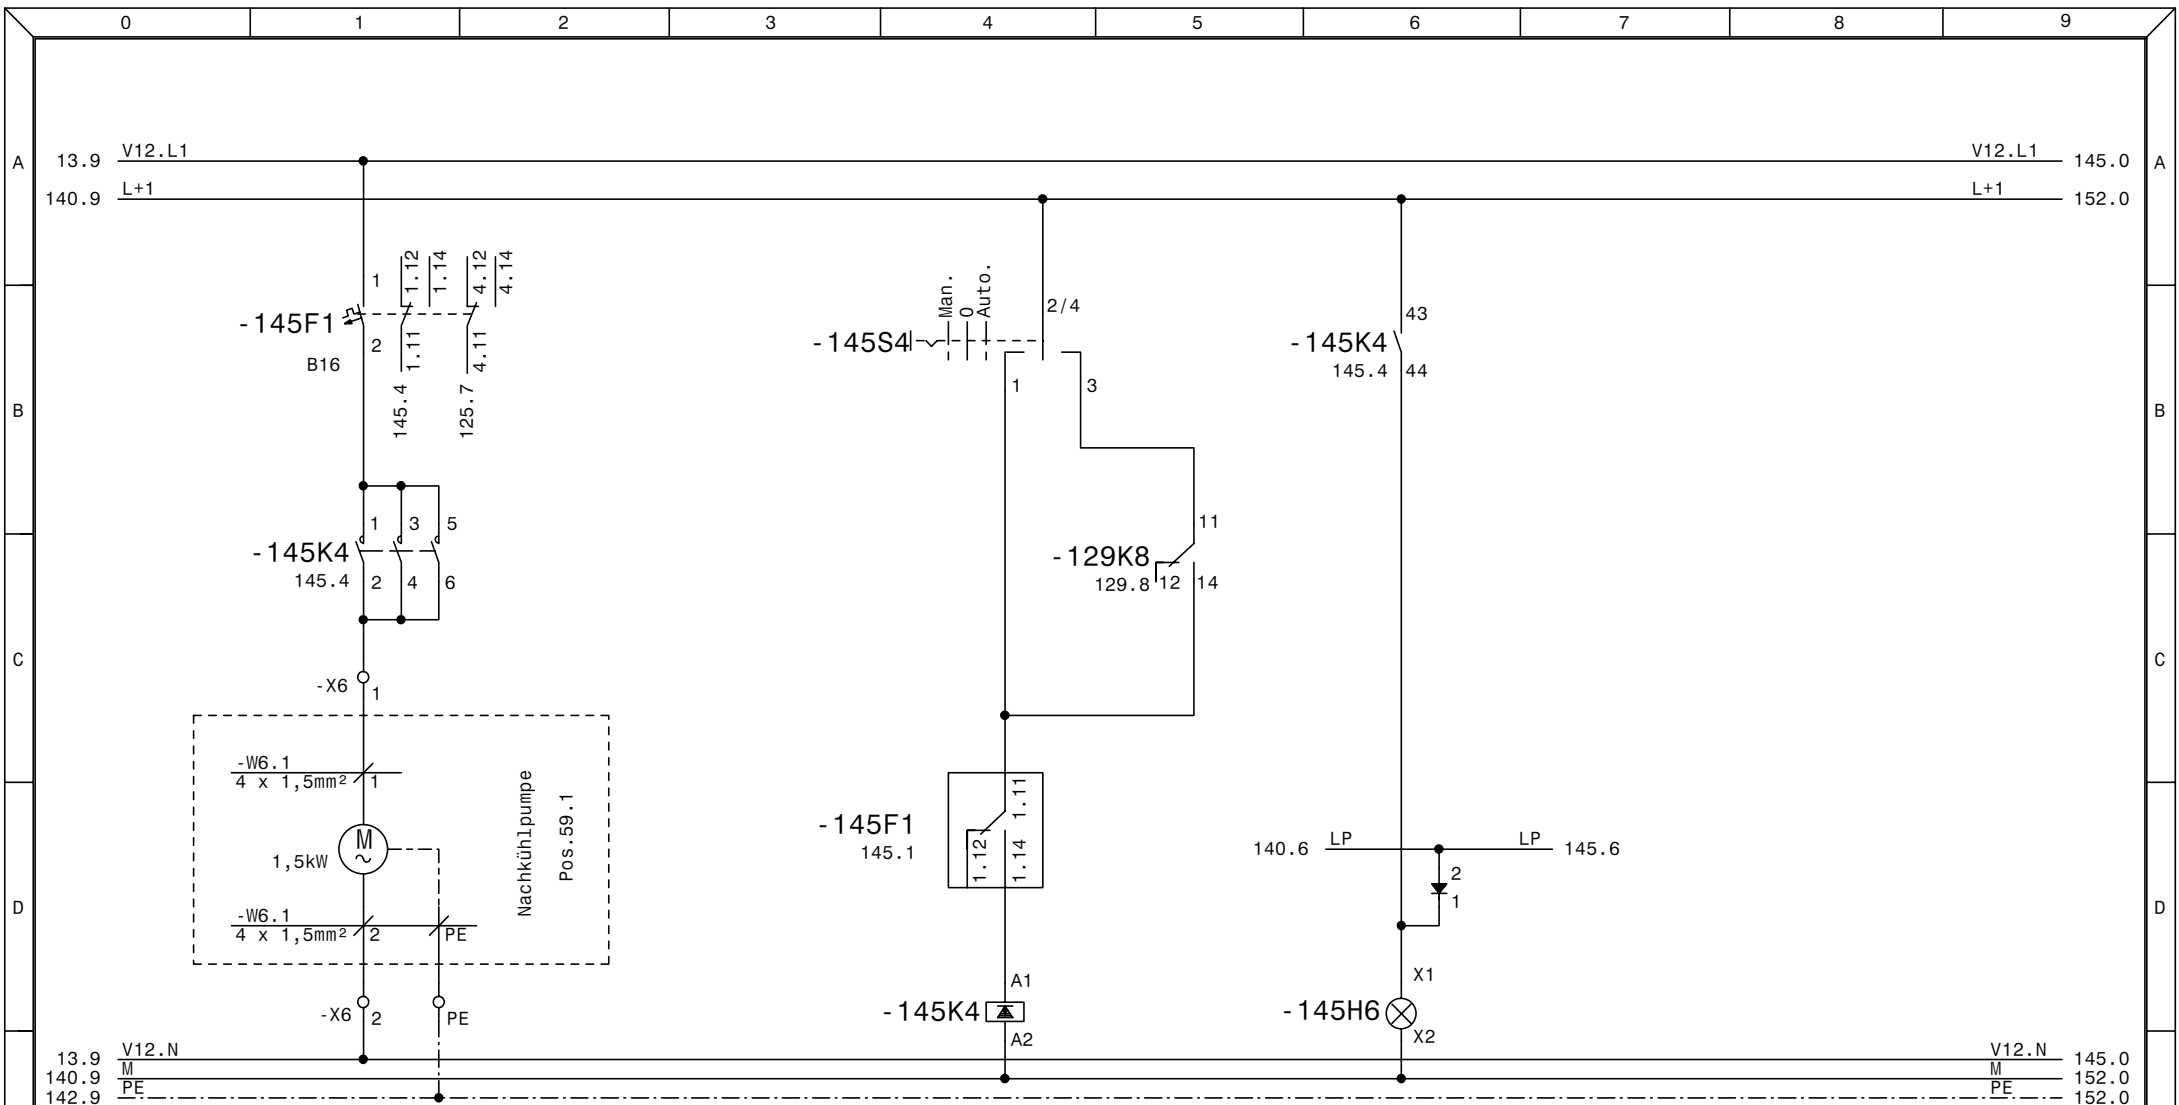 0 1 2 3 4 5 6 7 8 9
A 13.9 V12.L1 V12.L1 145.0 A
140.9 L+1 L+1 152.0
1 1.12 1.14 4.12 4.14
-145F1
2 1.11 4.11
B16
145.4 125.7
Man. 0 Auto. 2/4
-145S4
1 3
43
-145K4
145.4 44
B B
1 3 5
-145K4
145.4 2 4 6
11
-129K8
129.8 12 14
C C
-X6 1
-W6.1
4 x 1,5mm² 1
M
~
1,5kW
Nachkühlpumpe
Pos.59.1
-W6.1
4 x 1,5mm² 2 PE
-X6 2 PE
1.11
-145F1
145.1
1.12 1.14
140.6 LP LP 145.6
2
1
D D
A1
-145K4
A2
X1
-145H6
X2
13.9 V12.N V12.N 145.0
140.9 M M 152.0
142.9 PE PE 152.0